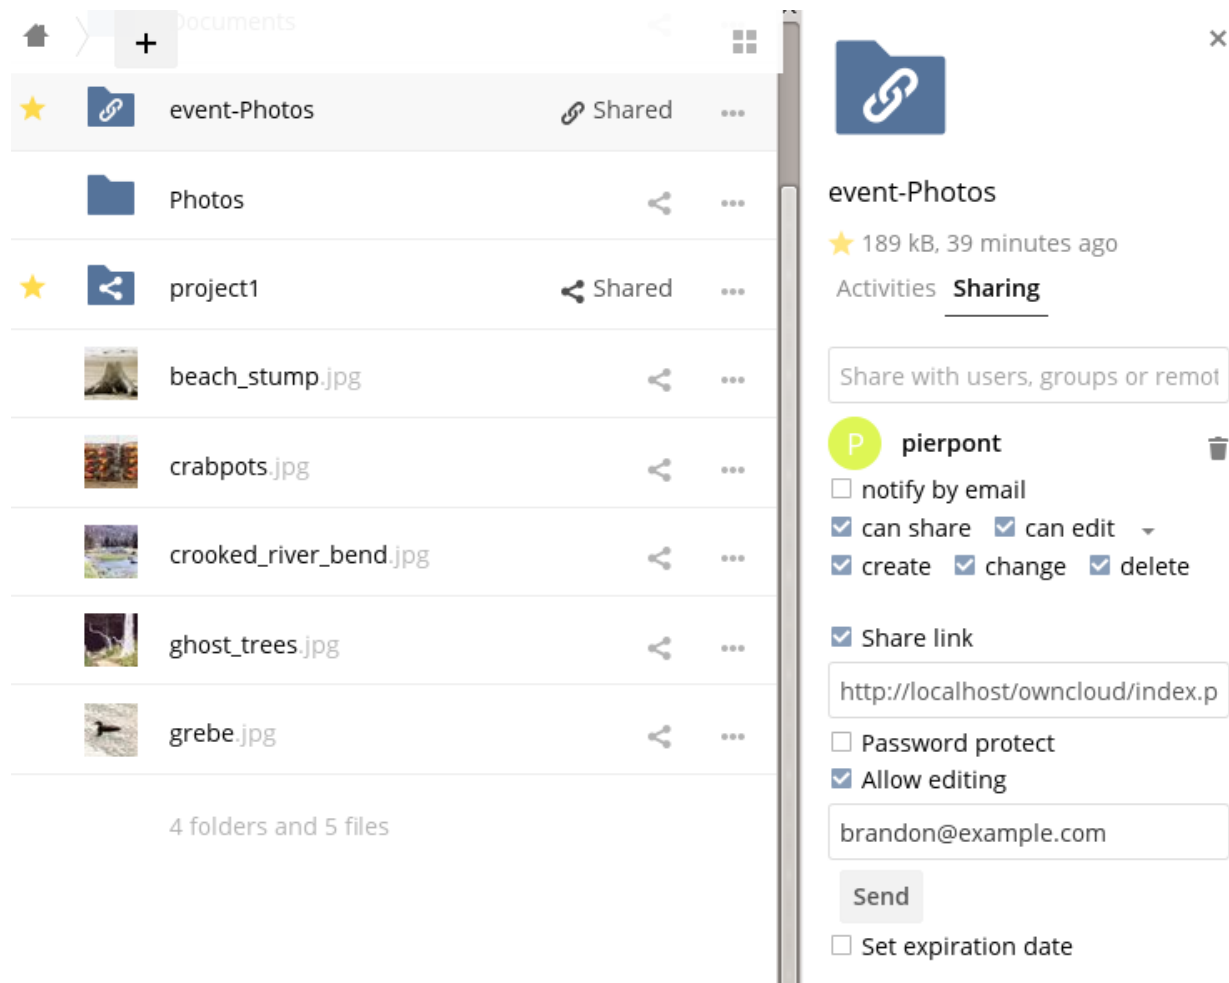 Documents
+
event-Photos Shared
Photos
project1 Shared
beach_stump.jpg
crabpots.jpg
crooked_river_bend.jpg
ghost_trees.jpg
grebe.jpg
4 folders and 5 files
event-Photos
189 kB, 39 minutes ago
Activities Sharing
Share with users, groups or remot
P pierpont
notify by email
can share can edit
create change delete
Share link
http://localhost/owncloud/index.p
Password protect
Allow editing
brandon@example.com
Send
Set expiration date